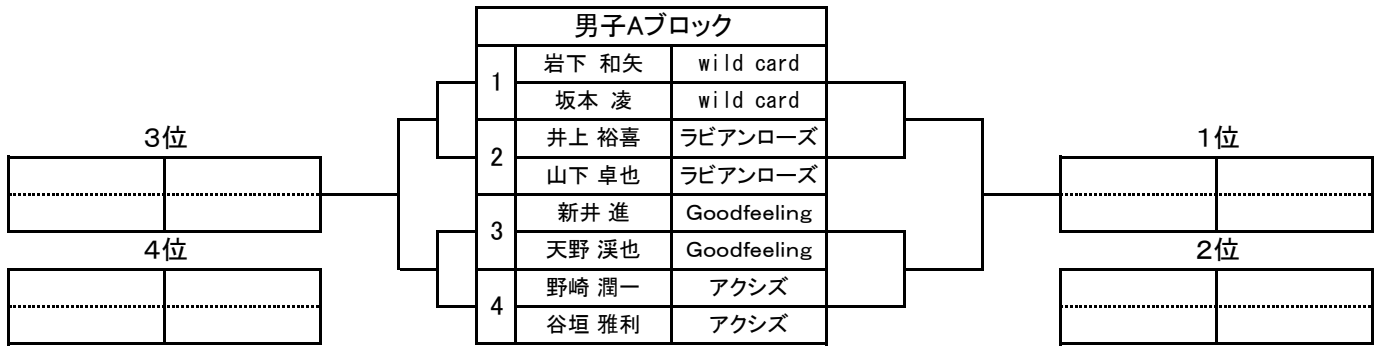 男子Aブロック
1 岩下 和矢 wild card
坂本 凌 wild card
2 井上 裕喜 ラビアンローズ
山下 卓也 ラビアンローズ
3 新井 進 Goodfeeling
天野 渓也 Goodfeeling
4 野崎 潤一 アクシズ
谷垣 雅利 アクシズ
3位
4位
1位
2位